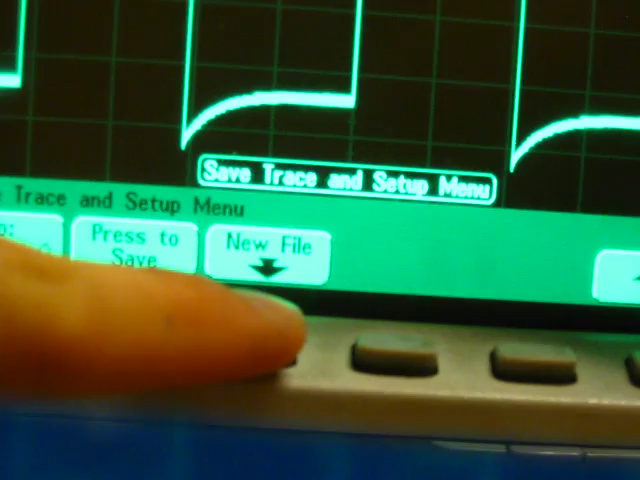 Save Trace and Setup Menu
Trace and Setup Menu
Press to
Save
New File